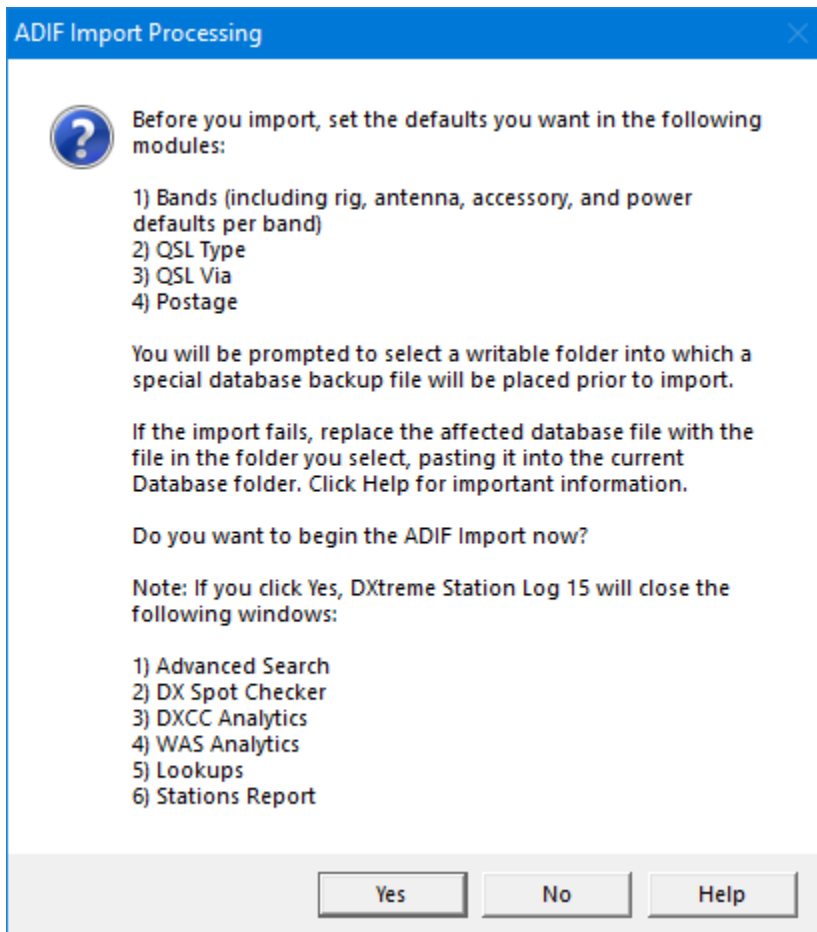 ADIF Import Processing
Before you import, set the defaults you want in the following
modules:
1) Bands (including rig, antenna, accessory, and power
defaults per band)
2) QSL Type
3) QSL Via
4) Postage
You will be prompted to select a writable folder into which a
special database backup file will be placed prior to import.
If the import fails, replace the affected database file with the
file in the folder you select, pasting it into the current
Database folder. Click Help for important information.
Do you want to begin the ADIF Import now?
Note: If you click Yes, DXtreme Station Log 15 will close the
following windows:
1) Advanced Search
2) DX Spot Checker
3) DXCC Analytics
4) WAS Analytics
5) Lookups
6) Stations Report
Yes No Help